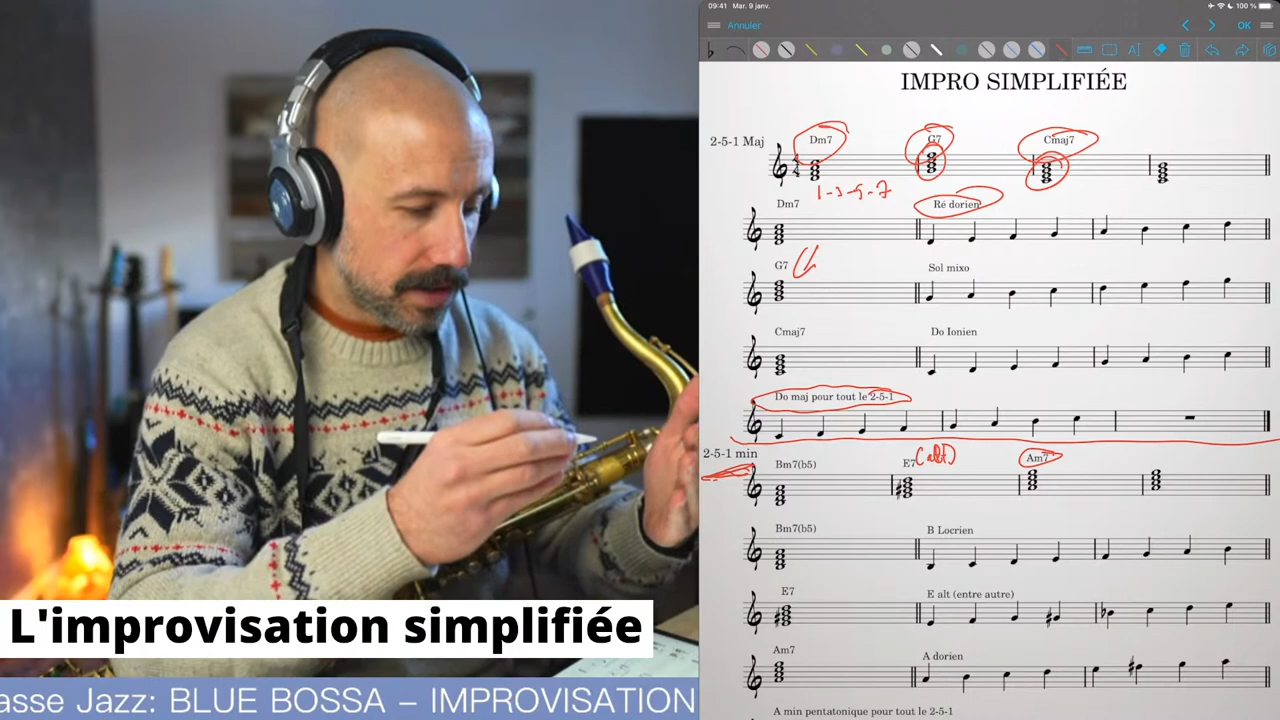 09:41 Mar. 9 janv.
100 %
Annuler
OK
IMPRO SIMPLIFIÉE
2-5-1 Maj
Dm7
G7
Cmaj7
1-3-5-7
Dm7
Ré dorien
G7
Sol mixo
Cmaj7
Do Ionien
Do maj pour tout le 2-5-1
2-5-1 min
Bm7(b5)
E7 (alt)
Am7
Bm7(b5)
B Locrien
E7
E alt (entre autre)
Am7
A dorien
A min pentatonique pour tout le 2-5-1
L'improvisation simplifiée
asse Jazz: BLUE BOSSA – IMPROVISATION